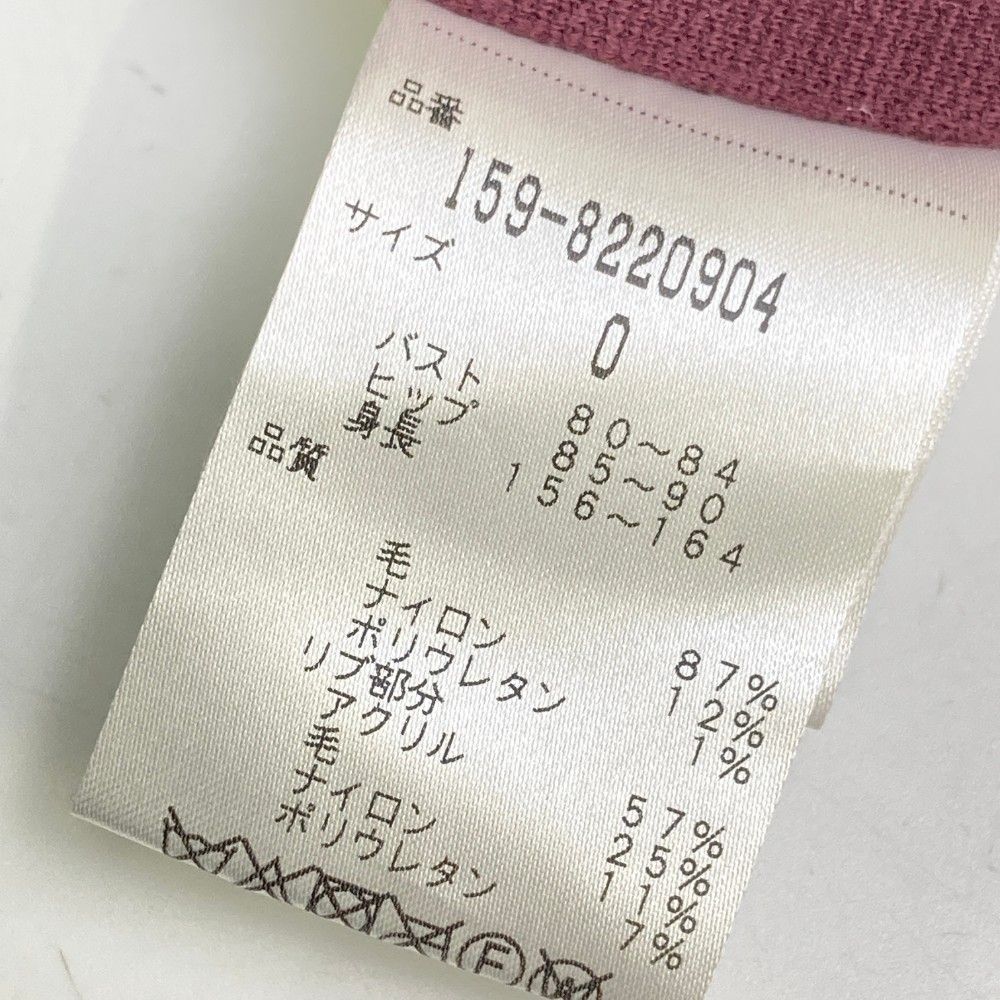 品番
159-8220904
サイズ
0
バスト 80～84
ヒップ 85～90
身長 156～164
品質
毛 87%
ナイロン 12%
ポリウレタン 1%
リブ部分
アクリル 57%
毛 25%
ナイロン 11%
ポリウレタン 7%
F